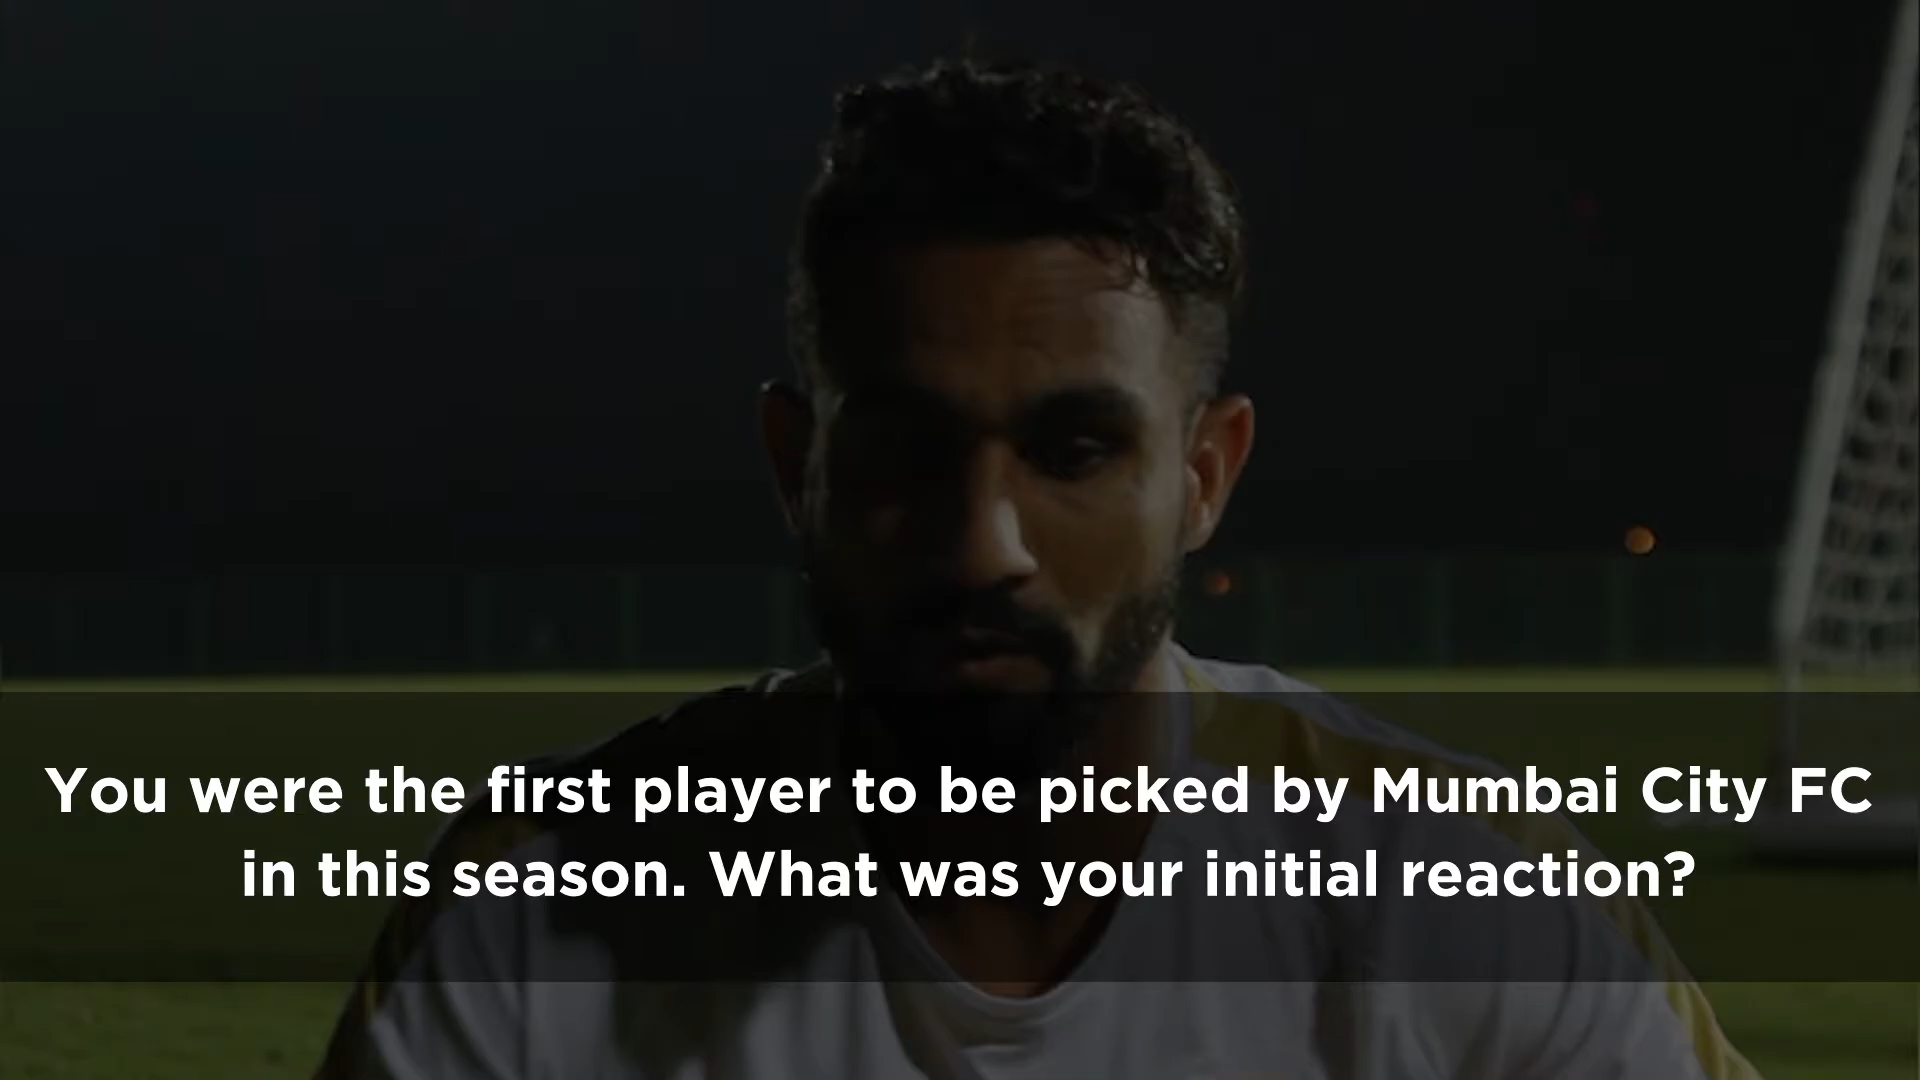 You were the first player to be picked by Mumbai City FC
in this season. What was your initial reaction?